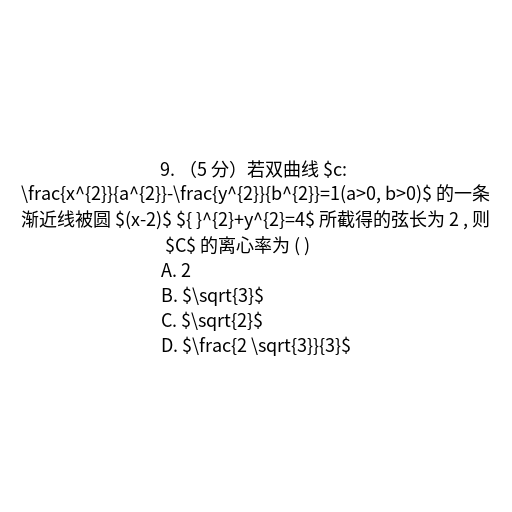 9. （5 分）若双曲线 $c:
\frac{x^{2}}{a^{2}}-\frac{y^{2}}{b^{2}}=1(a>0, b>0)$ 的一条
渐近线被圆 $(x-2)$ ${ }^{2}+y^{2}=4$ 所截得的弦长为 2 , 则
$C$ 的离心率为 ( )
A. 2
B. $\sqrt{3}$
C. $\sqrt{2}$
D. $\frac{2 \sqrt{3}}{3}$